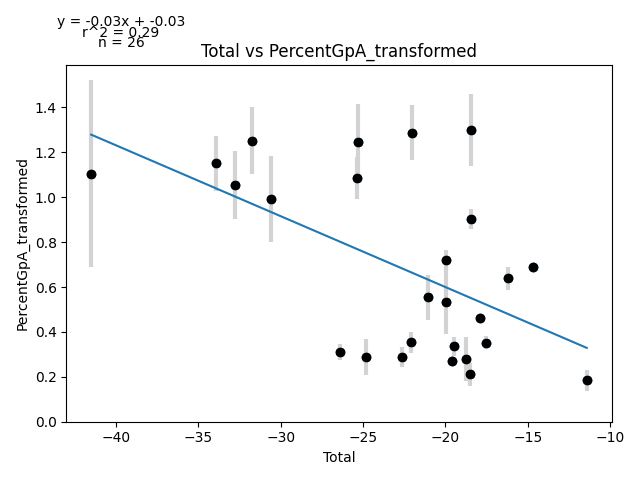 y = -0.03x + -0.03
r^2 = 0.29
n = 26
Total vs PercentGpA_transformed
PercentGpA_transformed
1.4
1.2
1.0
0.8
0.6
0.4
0.2
0.0
−40 −35 −30 −25 −20 −15 −10
Total